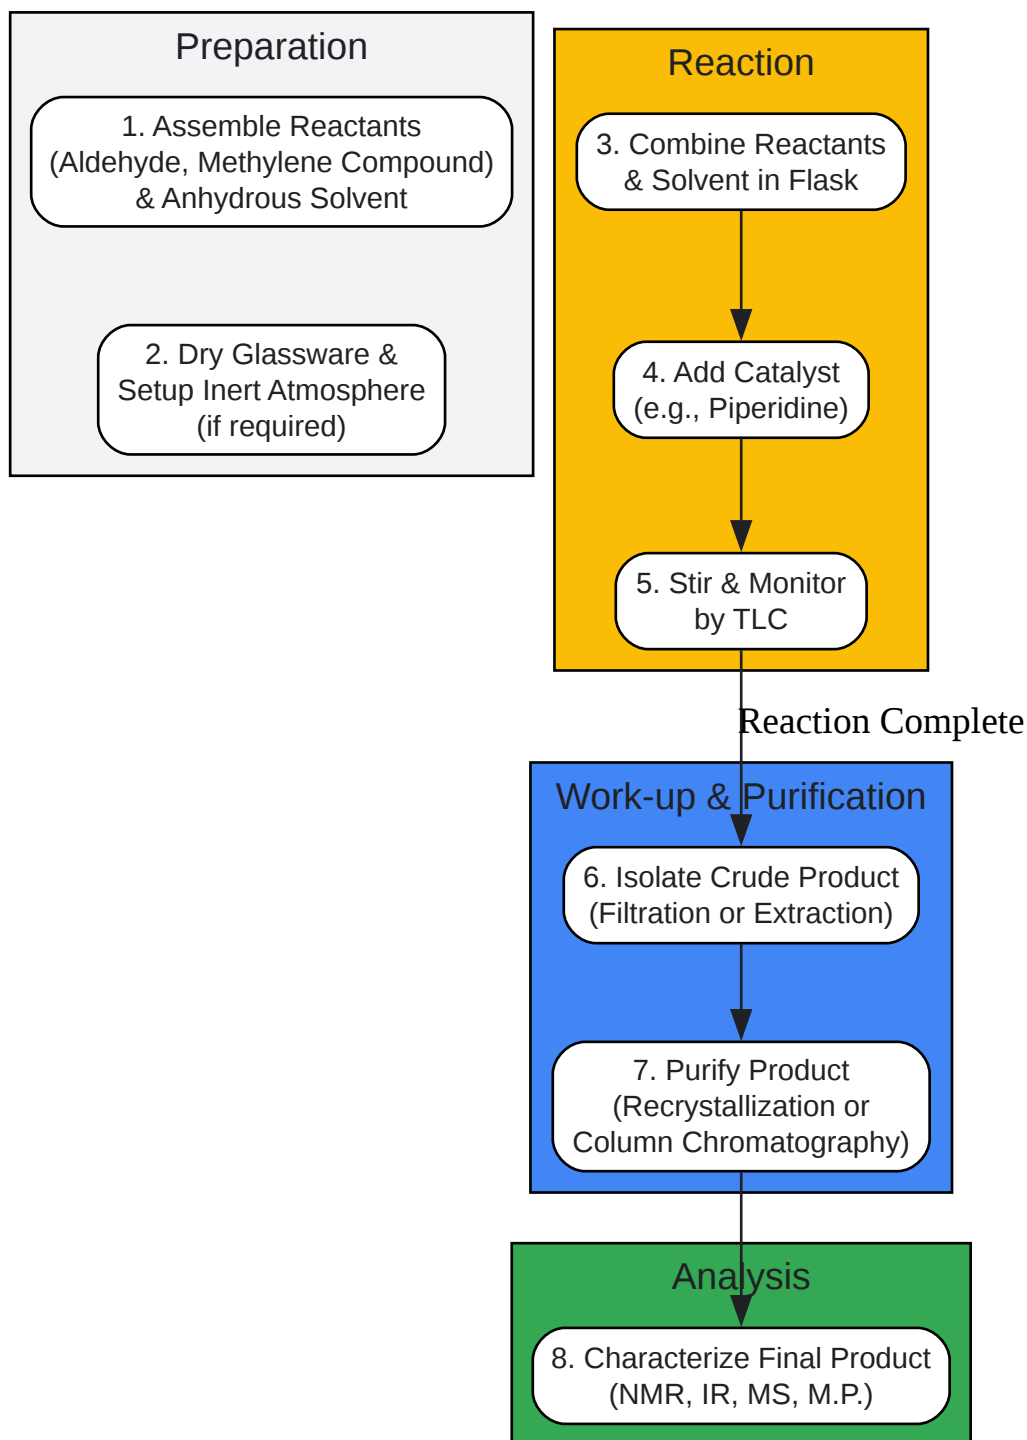 Preparation
1. Assemble Reactants
(Aldehyde, Methylene Compound)
& Anhydrous Solvent
2. Dry Glassware &
Setup Inert Atmosphere
(if required)
Reaction
3. Combine Reactants
& Solvent in Flask
4. Add Catalyst
(e.g., Piperidine)
5. Stir & Monitor
by TLC
Reaction Complete
Work-up & Purification
6. Isolate Crude Product
(Filtration or Extraction)
7. Purify Product
(Recrystallization or
Column Chromatography)
Analysis
8. Characterize Final Product
(NMR, IR, MS, M.P.)